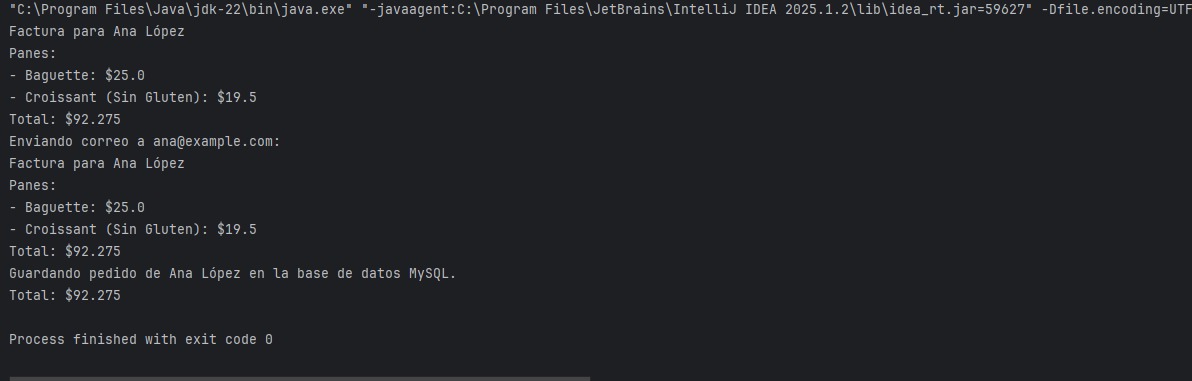 "C:\Program Files\Java\jdk-22\bin\java.exe" "-javaagent:C:\Program Files\JetBrains\IntelliJ IDEA 2025.1.2\lib\idea_rt.jar=59627" -Dfile.encoding=UTF
Factura para Ana López
Panes:
- Baguette: $25.0
- Croissant (Sin Gluten): $19.5
Total: $92.275
Enviando correo a ana@example.com:
Factura para Ana López
Panes:
- Baguette: $25.0
- Croissant (Sin Gluten): $19.5
Total: $92.275
Guardando pedido de Ana López en la base de datos MySQL.
Total: $92.275
Process finished with exit code 0